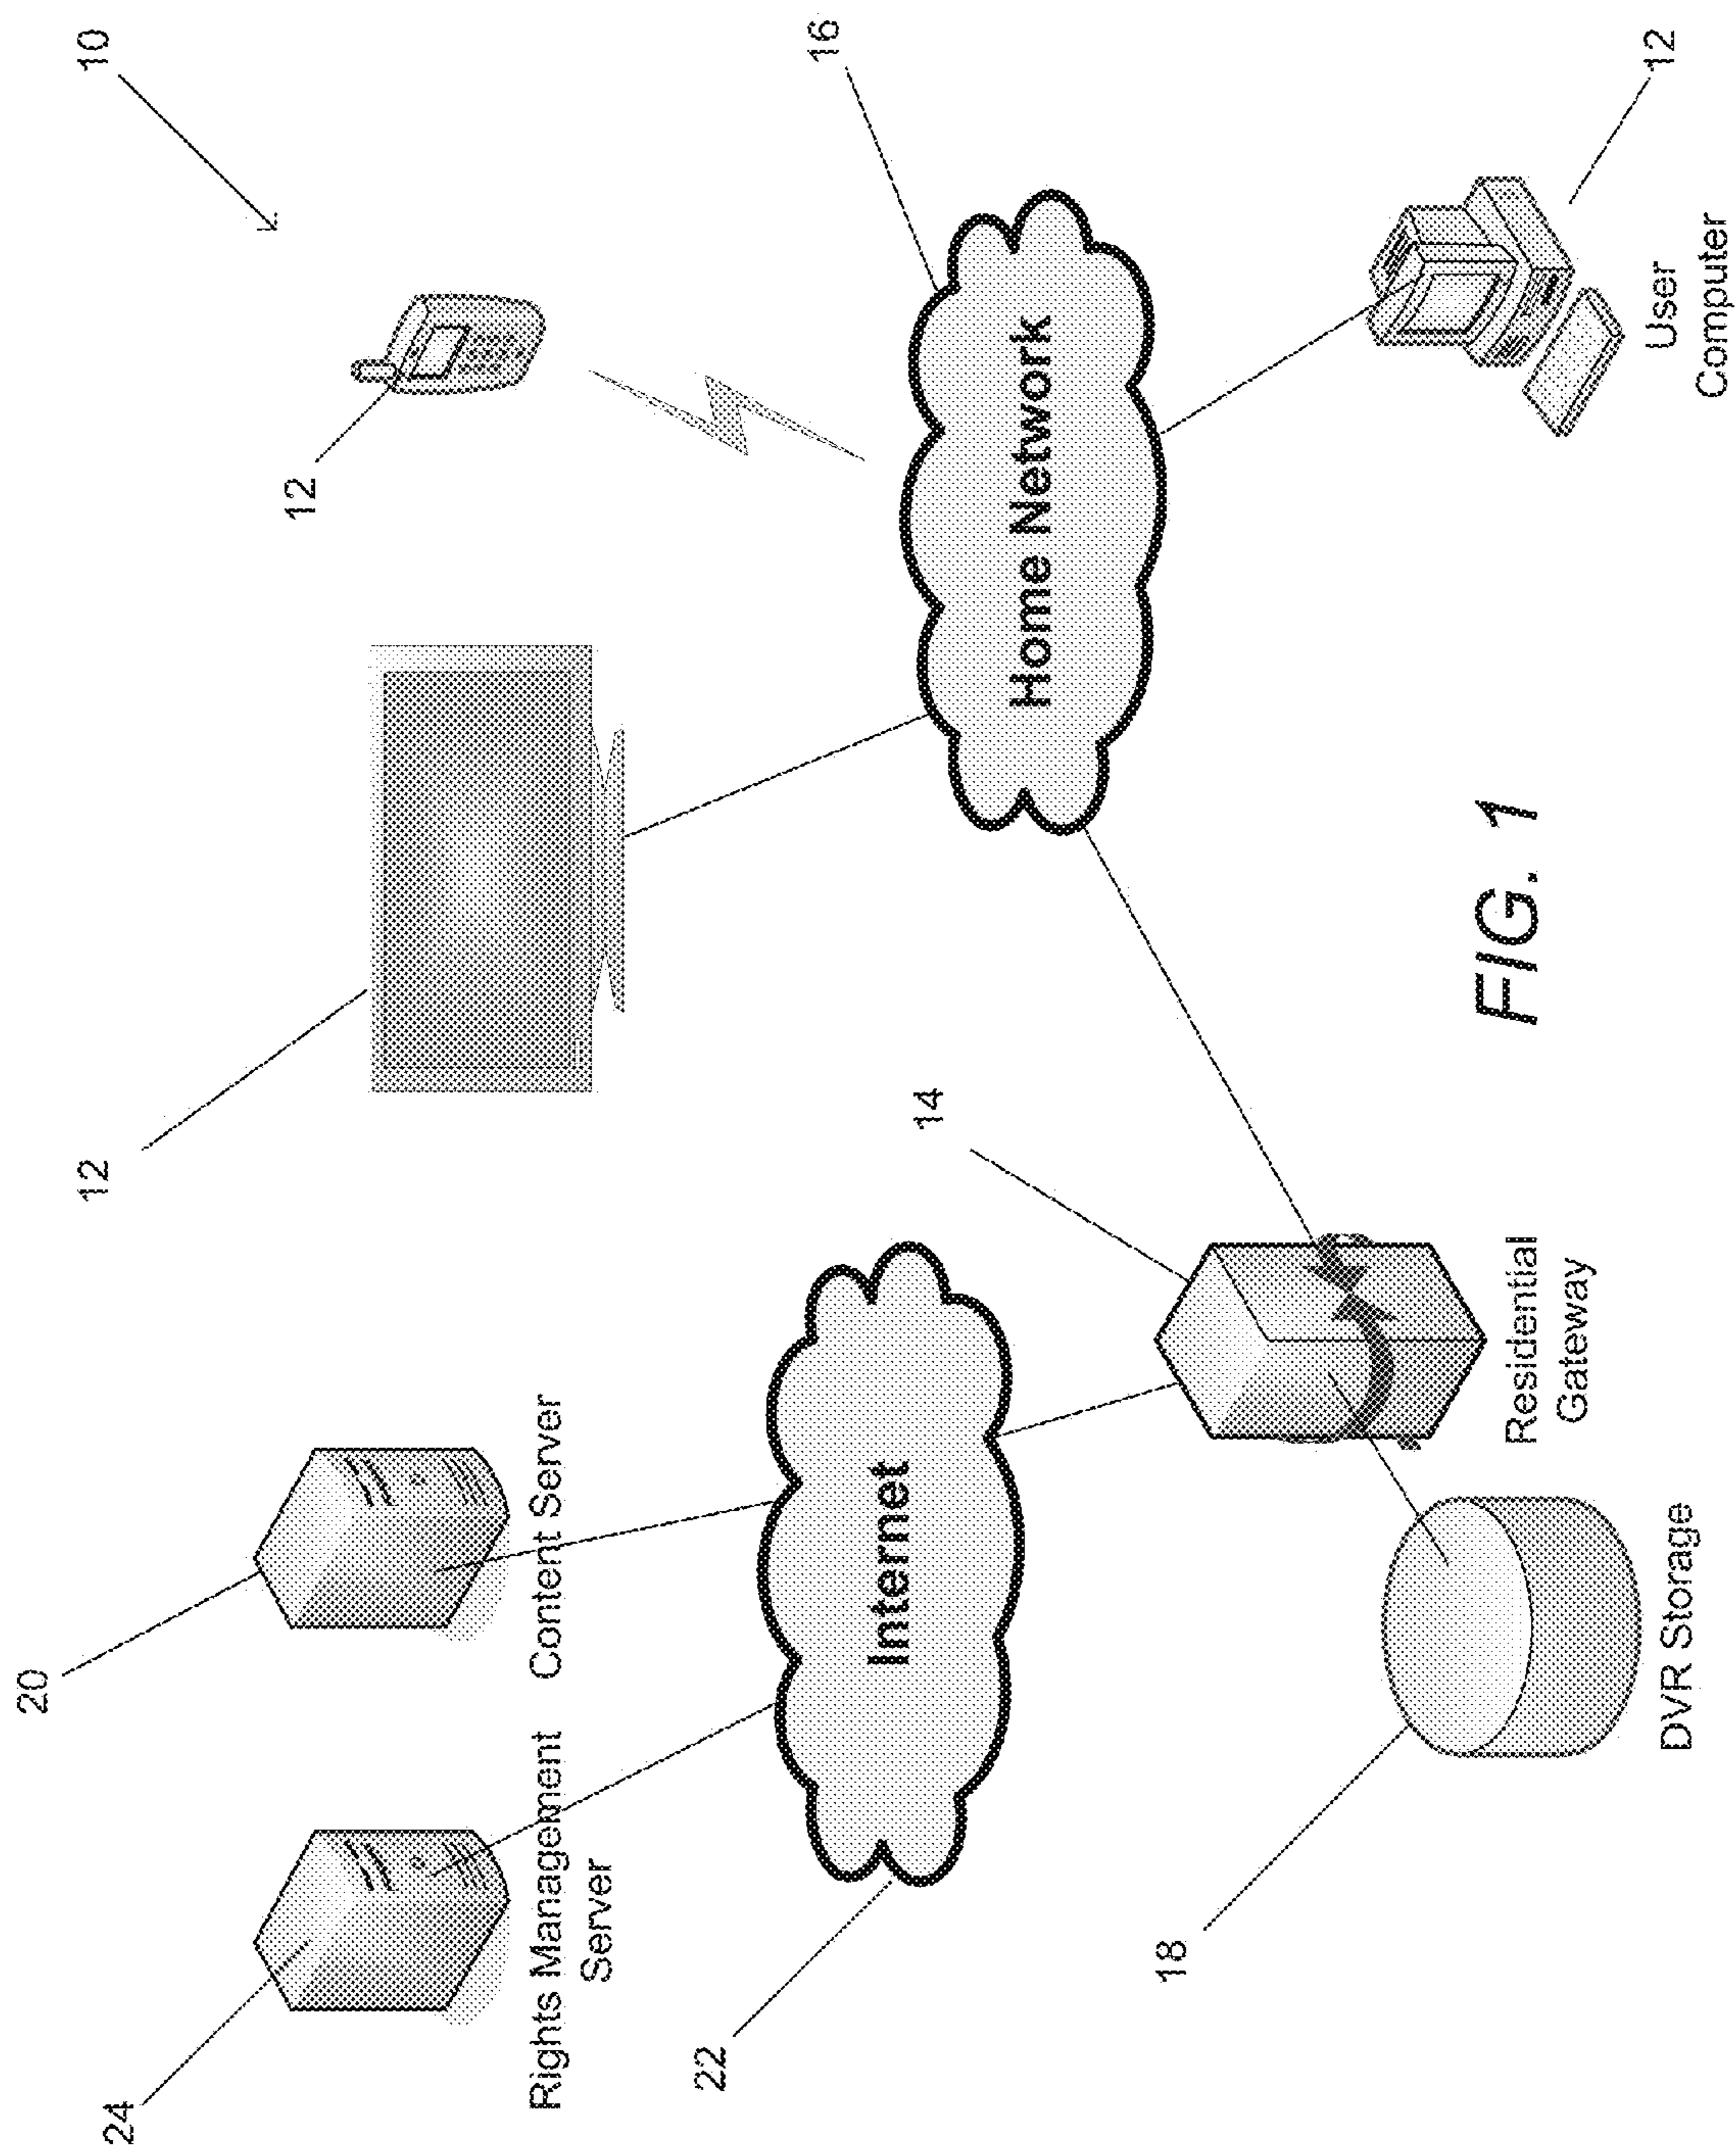 10
20
12
24
12
Rights Management
Server
Content Server
22
Internet
14
16
Home Network
18
DVR Storage
Residential
Gateway
12
User
Computer
FIG. 1